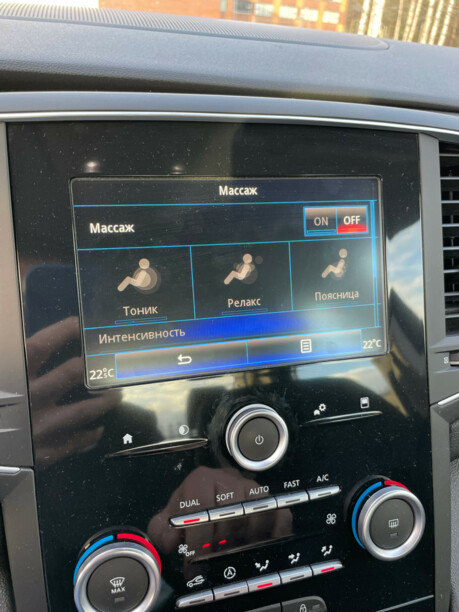 Массаж
Массаж ON OFF
Тоник Релакс Поясница
Интенсивность
22°C 22°C
DUAL SOFT AUTO FAST A/C
OFF
MAX
A